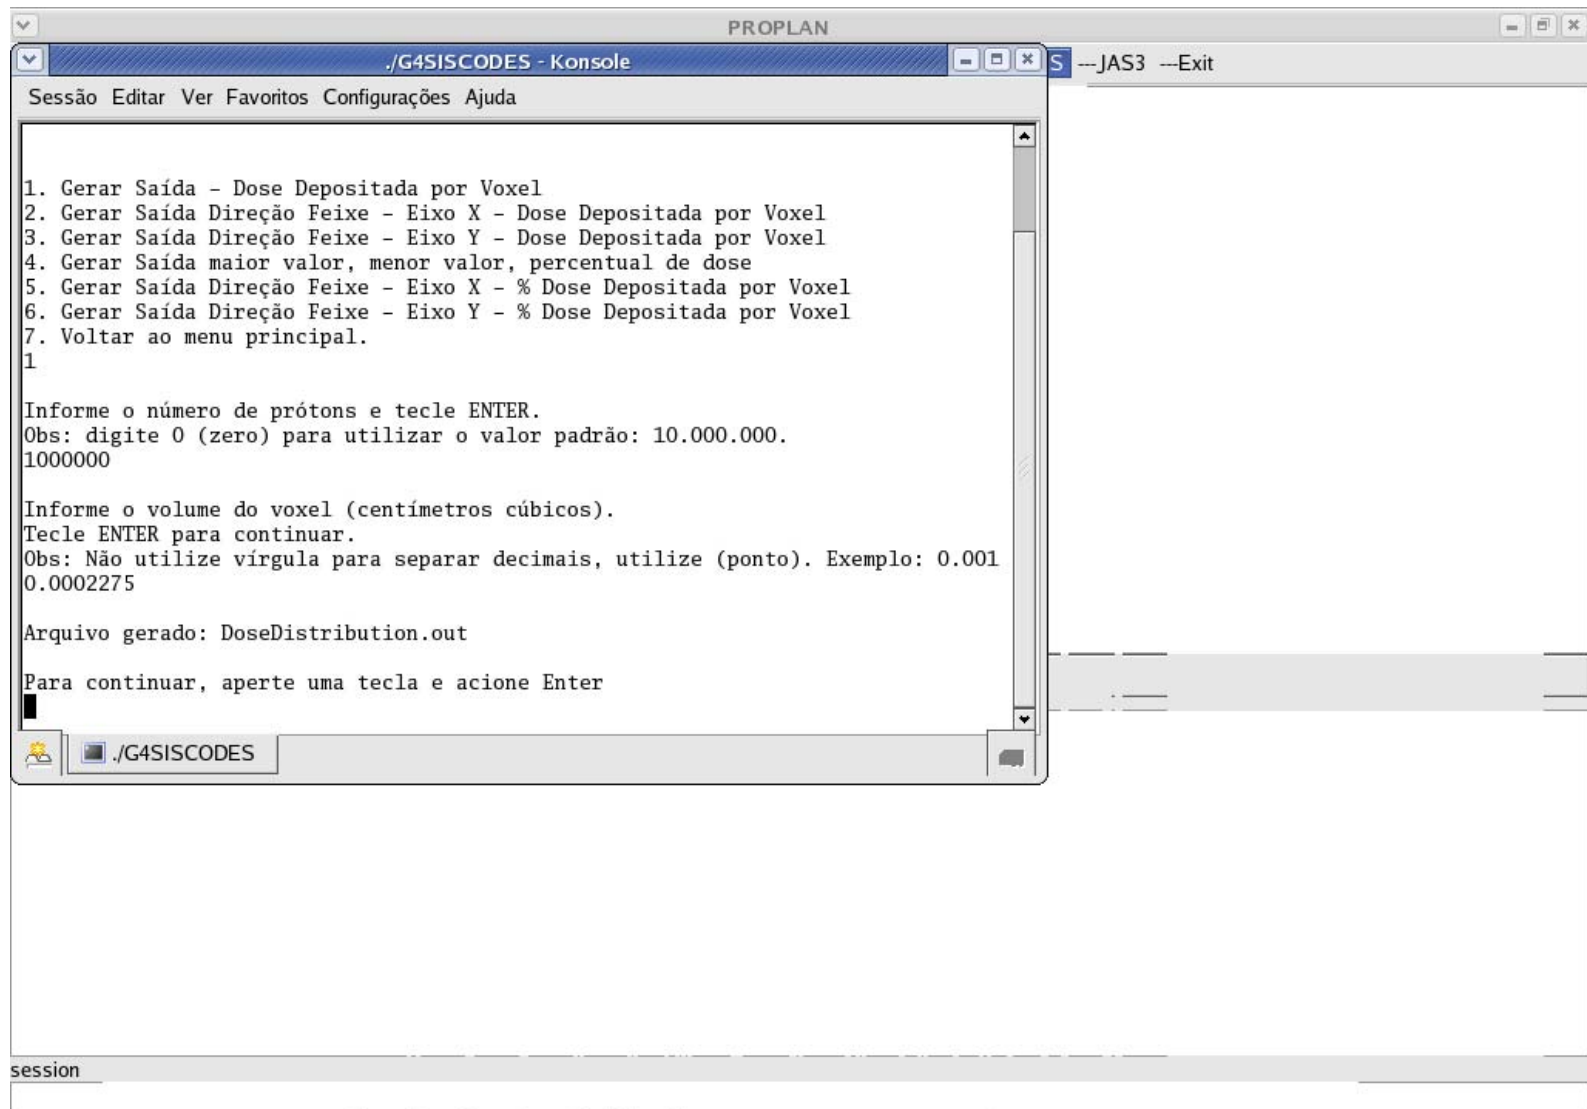 PROPLAN
./G4SISCODES - Konsole
S ---JAS3 ---Exit
Sessão Editar Ver Favoritos Configurações Ajuda
1. Gerar Saída - Dose Depositada por Voxel
2. Gerar Saída Direção Feixe - Eixo X - Dose Depositada por Voxel
3. Gerar Saída Direção Feixe - Eixo Y - Dose Depositada por Voxel
4. Gerar Saída maior valor, menor valor, percentual de dose
5. Gerar Saída Direção Feixe - Eixo X - % Dose Depositada por Voxel
6. Gerar Saída Direção Feixe - Eixo Y - % Dose Depositada por Voxel
7. Voltar ao menu principal.
1
Informe o número de prótons e tecle ENTER.
Obs: digite 0 (zero) para utilizar o valor padrão: 10.000.000.
1000000
Informe o volume do voxel (centímetros cúbicos).
Tecle ENTER para continuar.
Obs: Não utilize vírgula para separar decimais, utilize (ponto). Exemplo: 0.001
0.0002275
Arquivo gerado: DoseDistribution.out
Para continuar, aperte uma tecla e acione Enter
./G4SISCODES
session